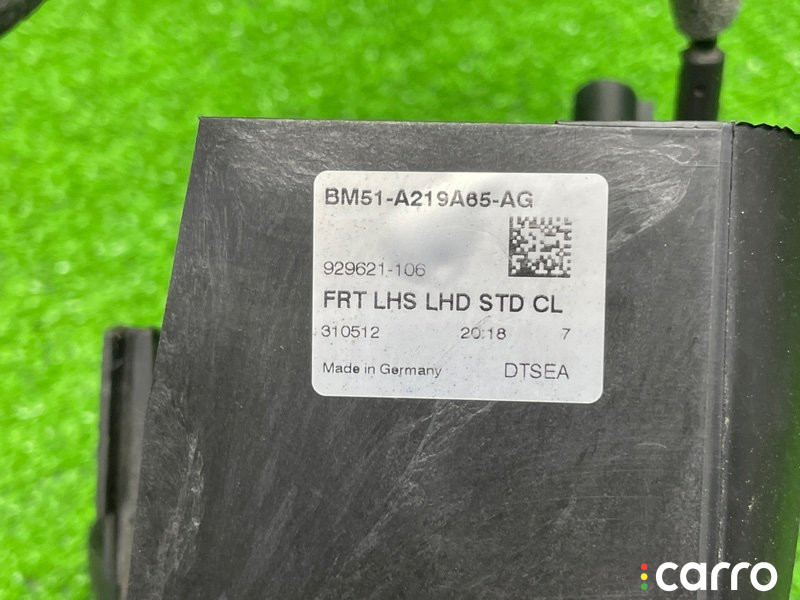 BM51-A219A65-AG
929621-106
FRT LHS LHD STD CL
310512 20:18 7
Made in Germany DTSEA
carro